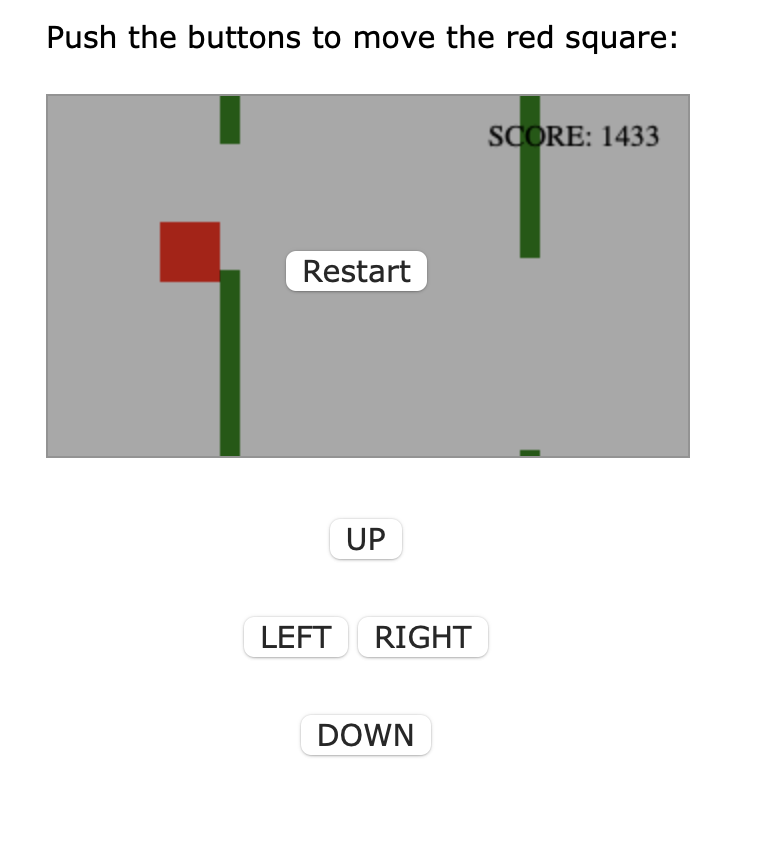 Push the buttons to move the red square:
SCORE: 1433
Restart
UP
LEFT RIGHT
DOWN